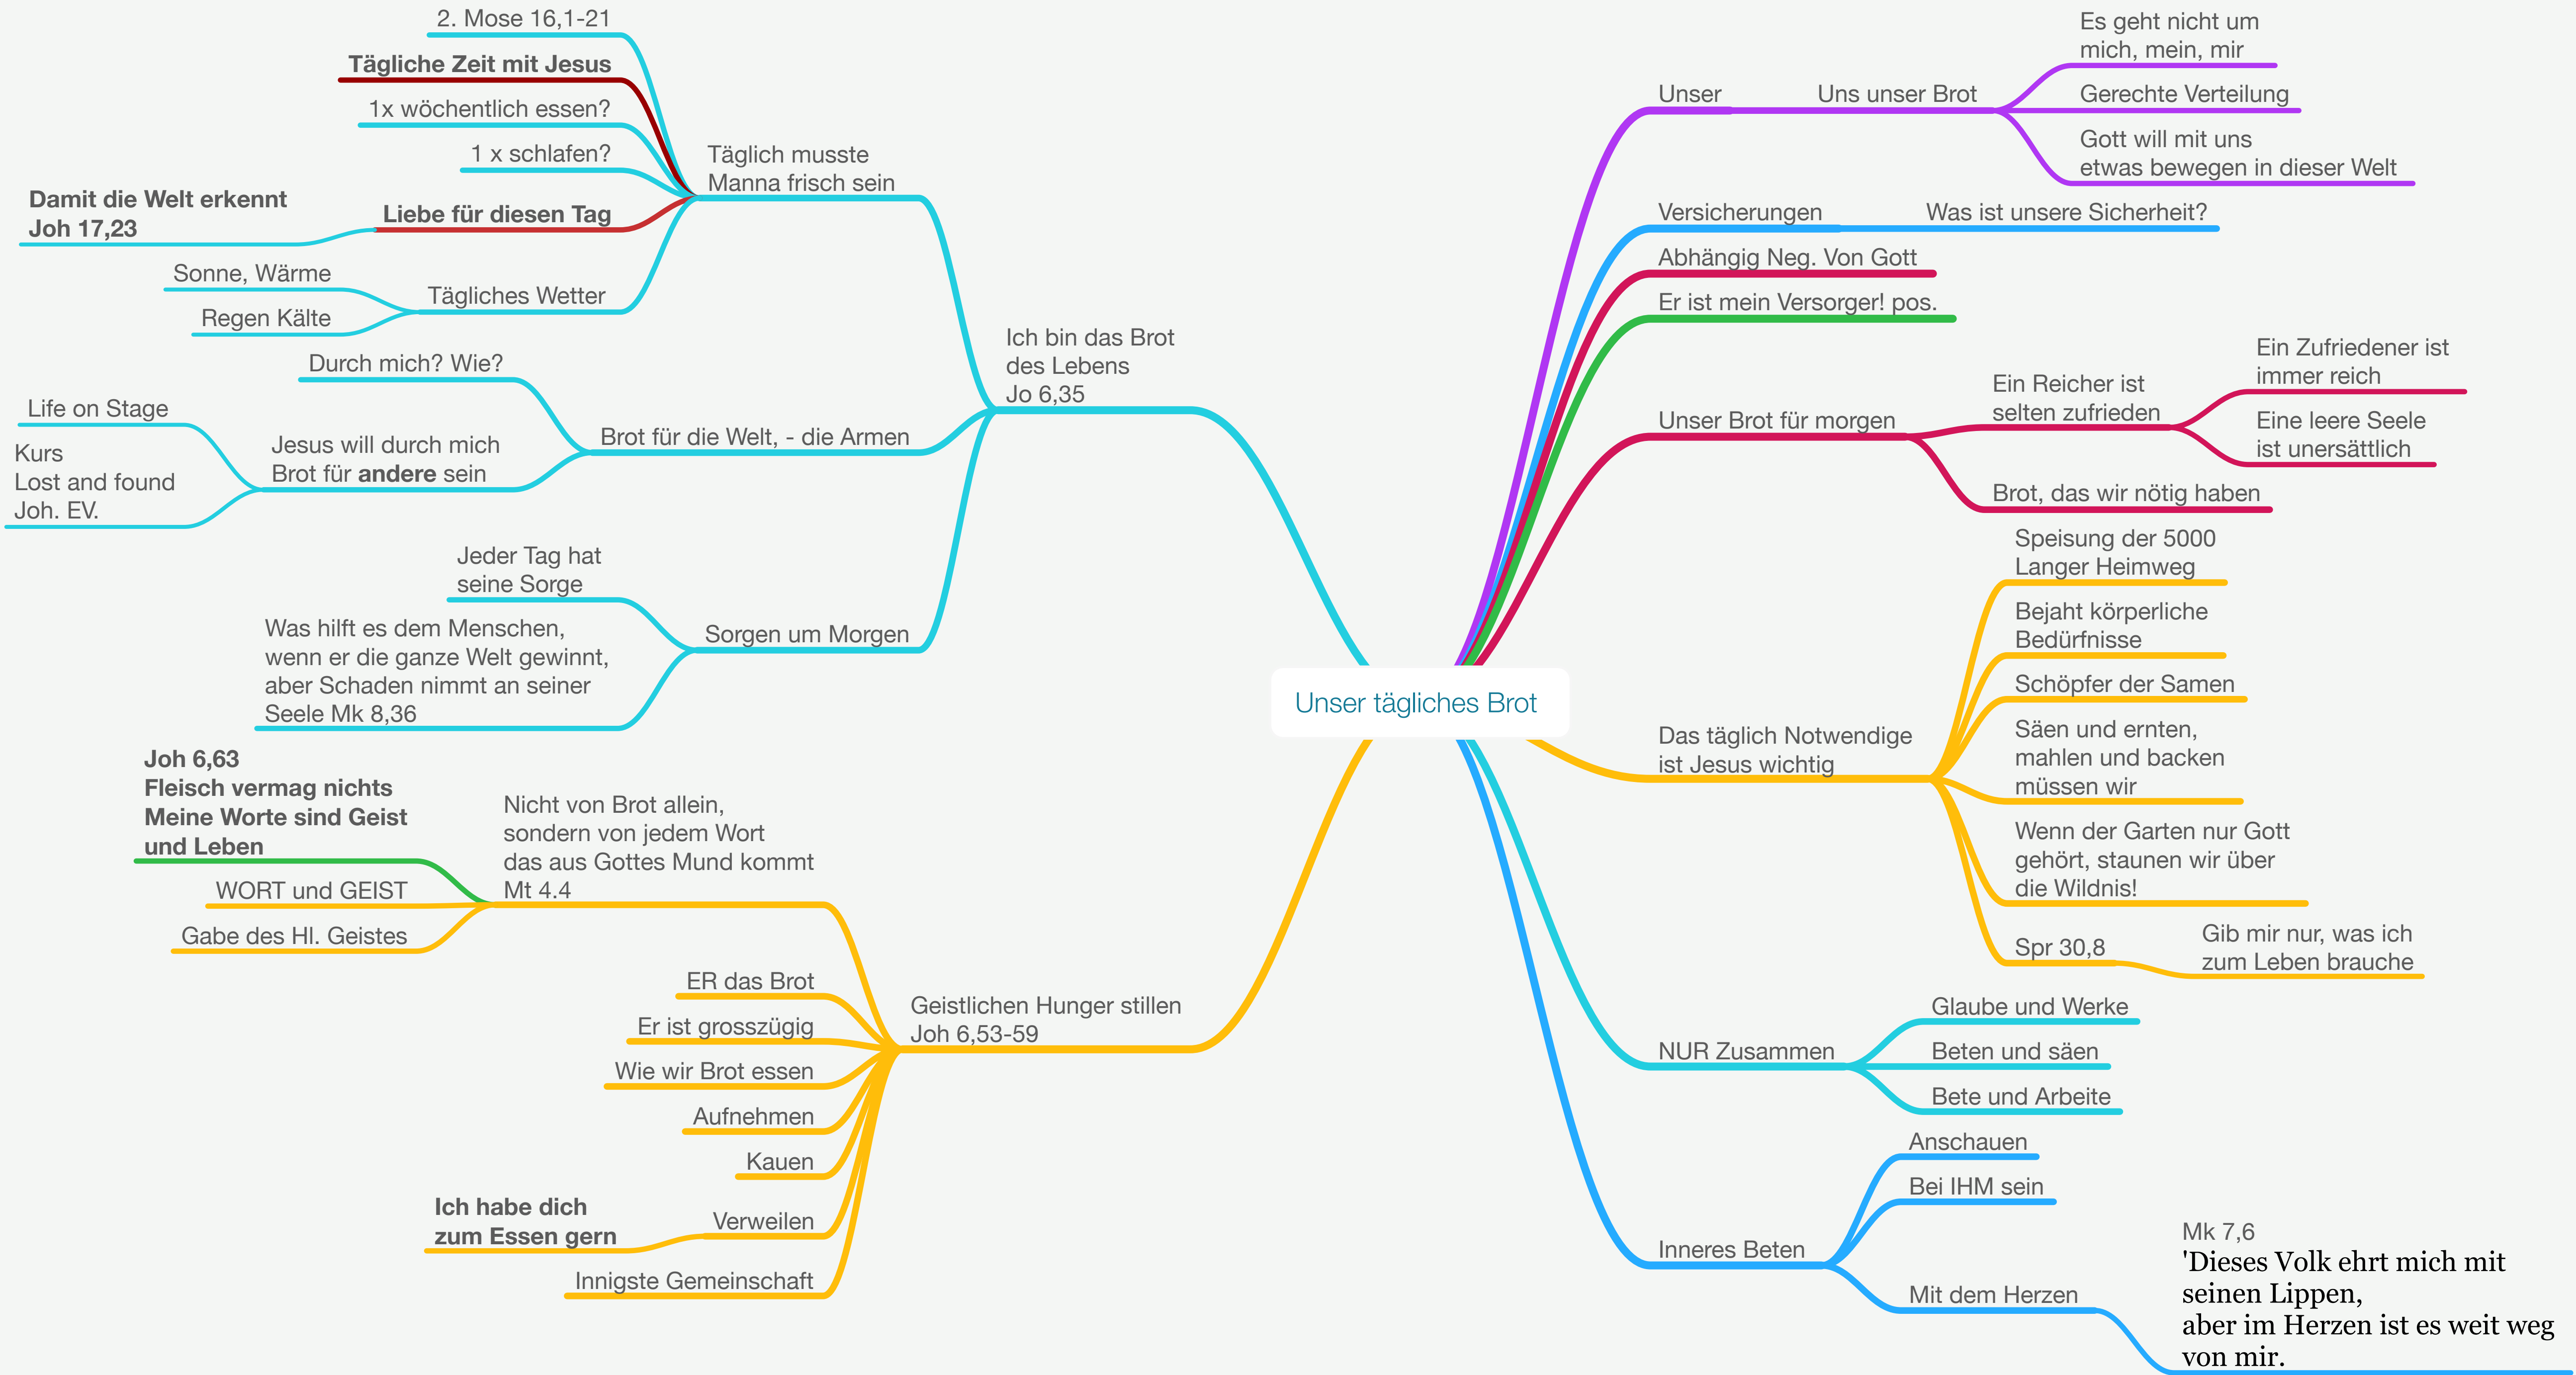 Unser tägliches Brot
Unser
Uns unser Brot
Es geht nicht um
mich, mein, mir
Gerechte Verteilung
Gott will mit uns
etwas bewegen in dieser Welt
Versicherungen
Was ist unsere Sicherheit?
Abhängig Neg. Von Gott
Er ist mein Versorger! pos.
Unser Brot für morgen
Ein Reicher ist
selten zufrieden
Ein Zufriedener ist
immer reich
Eine leere Seele
ist unersättlich
Brot, das wir nötig haben
Das täglich Notwendige
ist Jesus wichtig
Speisung der 5000
Langer Heimweg
Bejaht körperliche
Bedürfnisse
Schöpfer der Samen
Säen und ernten,
mahlen und backen
müssen wir
Wenn der Garten nur Gott
gehört, staunen wir über
die Wildnis!
Spr 30,8
Gib mir nur, was ich
zum Leben brauche
NUR Zusammen
Glaube und Werke
Beten und säen
Bete und Arbeite
Inneres Beten
Anschauen
Bei IHM sein
Mit dem Herzen
Mk 7,6
'Dieses Volk ehrt mich mit
seinen Lippen,
aber im Herzen ist es weit weg
von mir.
Ich bin das Brot
des Lebens
Jo 6,35
Täglich musste
Manna frisch sein
2. Mose 16,1-21
Tägliche Zeit mit Jesus
1x wöchentlich essen?
1 x schlafen?
Liebe für diesen Tag
Damit die Welt erkennt
Joh 17,23
Tägliches Wetter
Sonne, Wärme
Regen Kälte
Brot für die Welt, - die Armen
Durch mich? Wie?
Jesus will durch mich
Brot für andere sein
Life on Stage
Kurs
Lost and found
Joh. EV.
Sorgen um Morgen
Jeder Tag hat
seine Sorge
Was hilft es dem Menschen,
wenn er die ganze Welt gewinnt,
aber Schaden nimmt an seiner
Seele Mk 8,36
Geistlichen Hunger stillen
Joh 6,53-59
Nicht von Brot allein,
sondern von jedem Wort
das aus Gottes Mund kommt
Mt 4.4
Joh 6,63
Fleisch vermag nichts
Meine Worte sind Geist
und Leben
WORT und GEIST
Gabe des Hl. Geistes
ER das Brot
Er ist grosszügig
Wie wir Brot essen
Aufnehmen
Kauen
Verweilen
Ich habe dich
zum Essen gern
Innigste Gemeinschaft